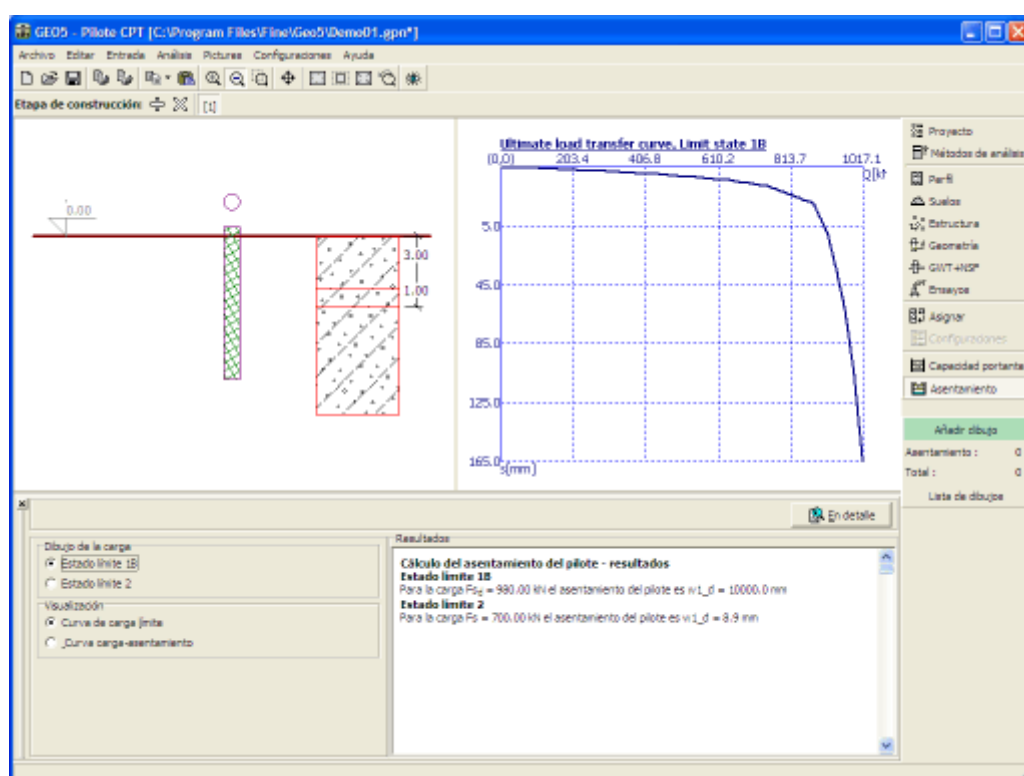 GEO5 - Pilote CPT [C:\Program Files\Fine\Geo5\Demo01.gpn*]
Archivo Editar Entrada Análisis Pictures Configuraciones Ayuda
Etapa de construcción: [1]
0.00
3.00
1.00
Ultimate load transfer curve, Limit state 1B
[0,0] 203.4 406.8 610.2 813.7 1017.1
Q[kN
5.0
45.0
85.0
125.0
165.0
s[mm]
Proyecto
Métodos de análisis
Perfil
Suelos
Estructura
Geometría
GWT+NSF
Ensayos
Asignar
Configuraciones
Capacidad portante
Asentamiento
Añadir dibujo
Asentamiento : 0
Total : 0
Lista de dibujos
En detalle
Dibujo de la carga
Estado límite 1B
Estado límite 2
Visualización
Curva de carga límite
Curva carga-asentamiento
Resultados
Cálculo del asentamiento del pilote - resultados
Estado límite 1B
Para la carga Fsd = 980.00 kN el asentamiento del pilote es w1_d = 10000.0 mm
Estado límite 2
Para la carga Fs = 700.00 kN el asentamiento del pilote es w1_d = 8.9 mm